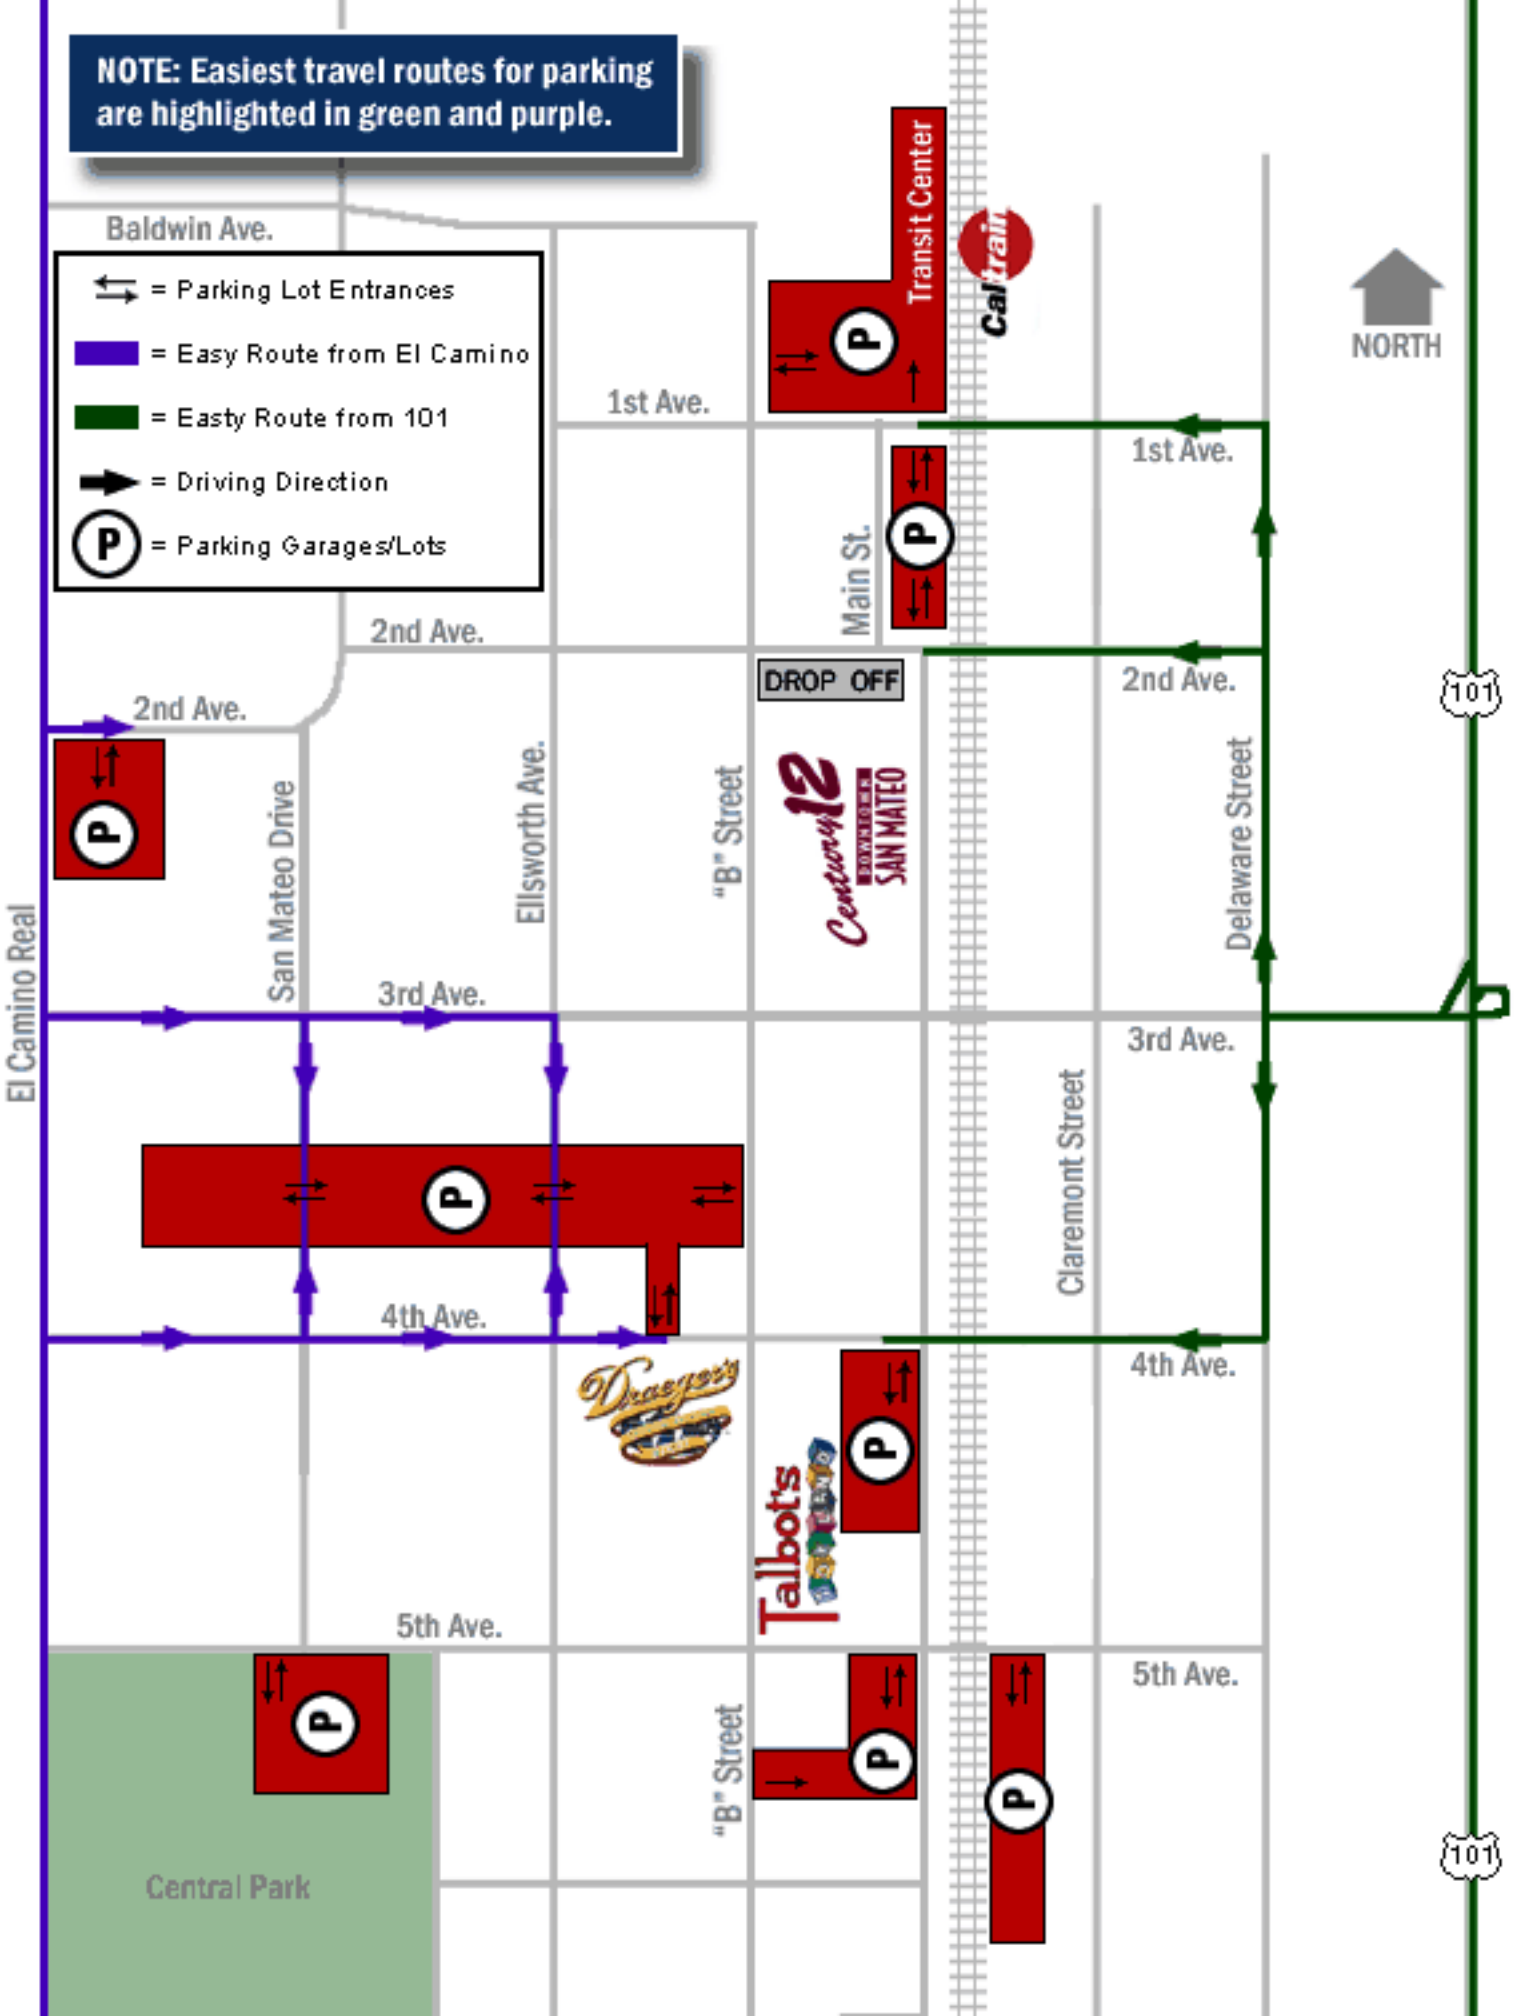 NOTE: Easiest travel routes for parking
are highlighted in green and purple.
Transit Center
Caltrain
Baldwin Ave.
= Parking Lot Entrances
= Easy Route from El Camino
= Easty Route from 101
= Driving Direction
P = Parking Garages/Lots
NORTH
P
1st Ave.
1st Ave.
Main St.
P
2nd Ave.
DROP OFF
2nd Ave.
101
2nd Ave.
P
San Mateo Drive
Ellsworth Ave.
"B" Street
Century 12
DOWNTOWN
SAN MATEO
Delaware Street
El Camino Real
3rd Ave.
3rd Ave.
Claremont Street
P
4th Ave.
4th Ave.
Draeger's
P
Talbot's
5th Ave.
5th Ave.
P
"B" Street
P
P
101
Central Park